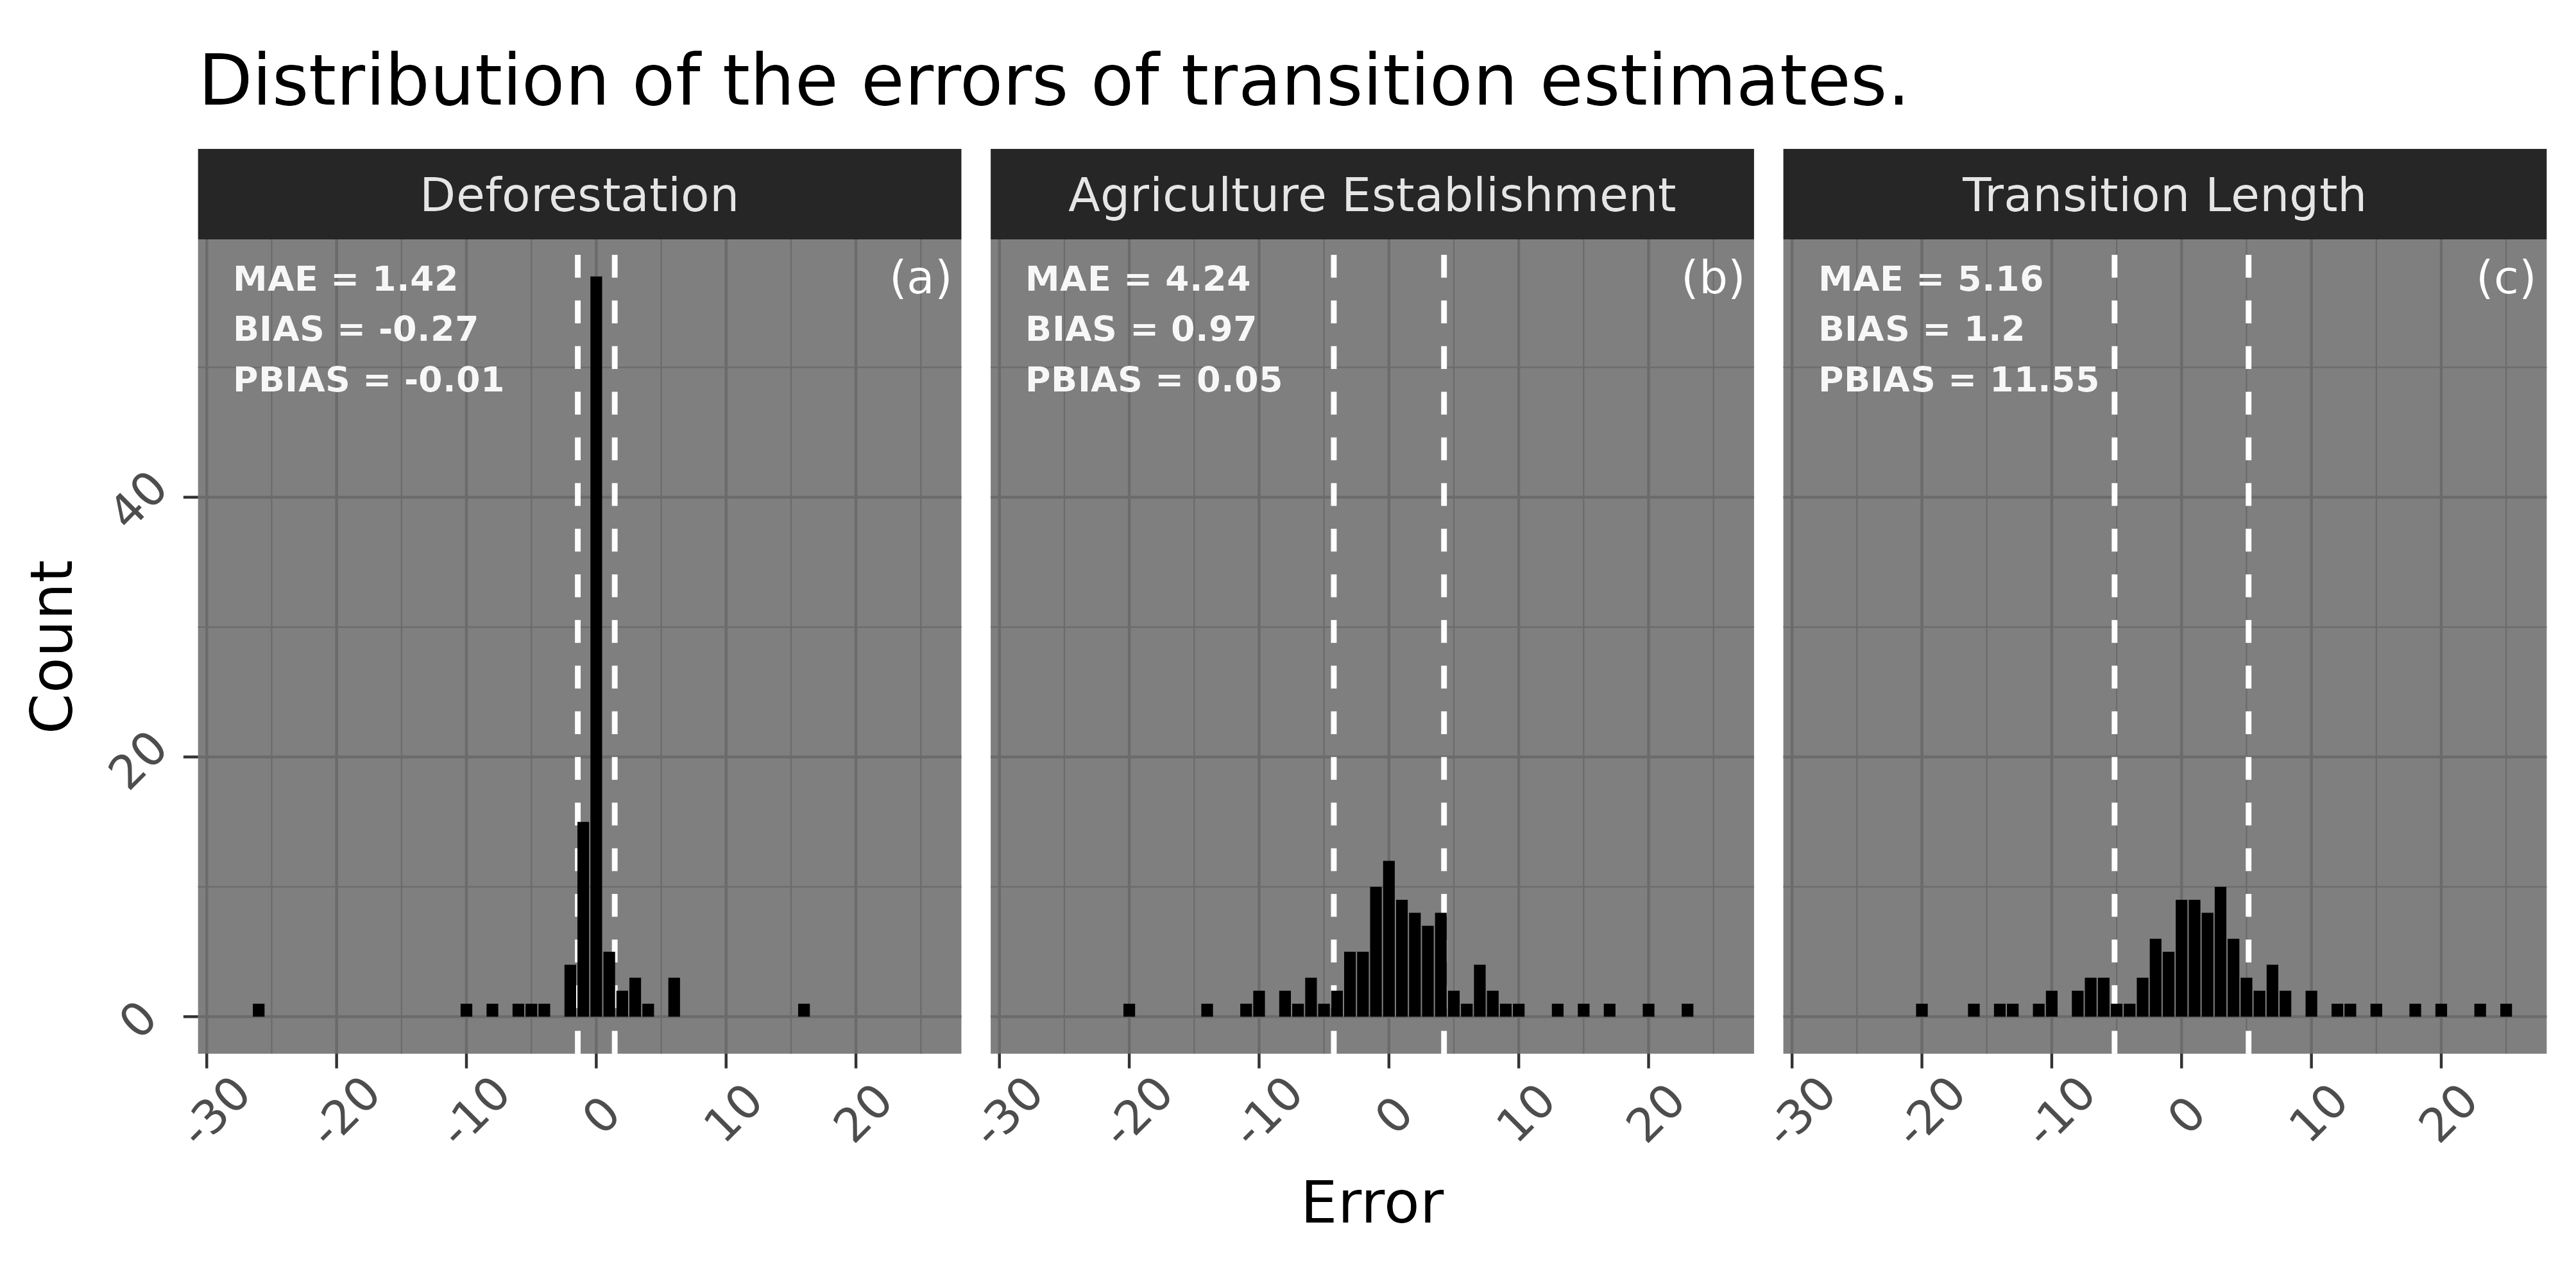 Distribution of the errors of transition estimates.
Deforestation
Agriculture Establishment
Transition Length
MAE = 1.42
BIAS = -0.27
PBIAS = -0.01
(a)
MAE = 4.24
BIAS = 0.97
PBIAS = 0.05
(b)
MAE = 5.16
BIAS = 1.2
PBIAS = 11.55
(c)
Count
40
20
0
-30 -20 -10 0 10 20
-30 -20 -10 0 10 20
-30 -20 -10 0 10 20
Error